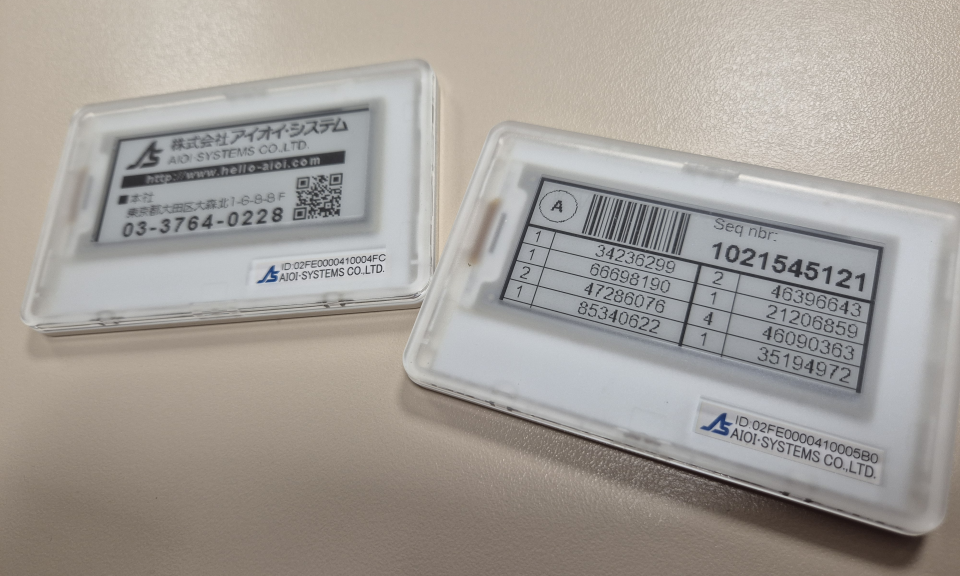 株式会社アイオイ・システム
AIOI·SYSTEMS CO.,LTD.
http://www.hello-aioi.com
■本社
東京都大田区大森北1-6-8-8F
03-3764-0228
ID:02FE0000410004FC
AIOI·SYSTEMS CO.,LTD.
A
Seq nbr:
1021545121
1 34236299 2 46396643
1 66698190 1 21206859
2 47286076 4 46090363
1 85340622 1 35194972
ID:02FE0000410005B0
AIOI·SYSTEMS CO.,LTD.